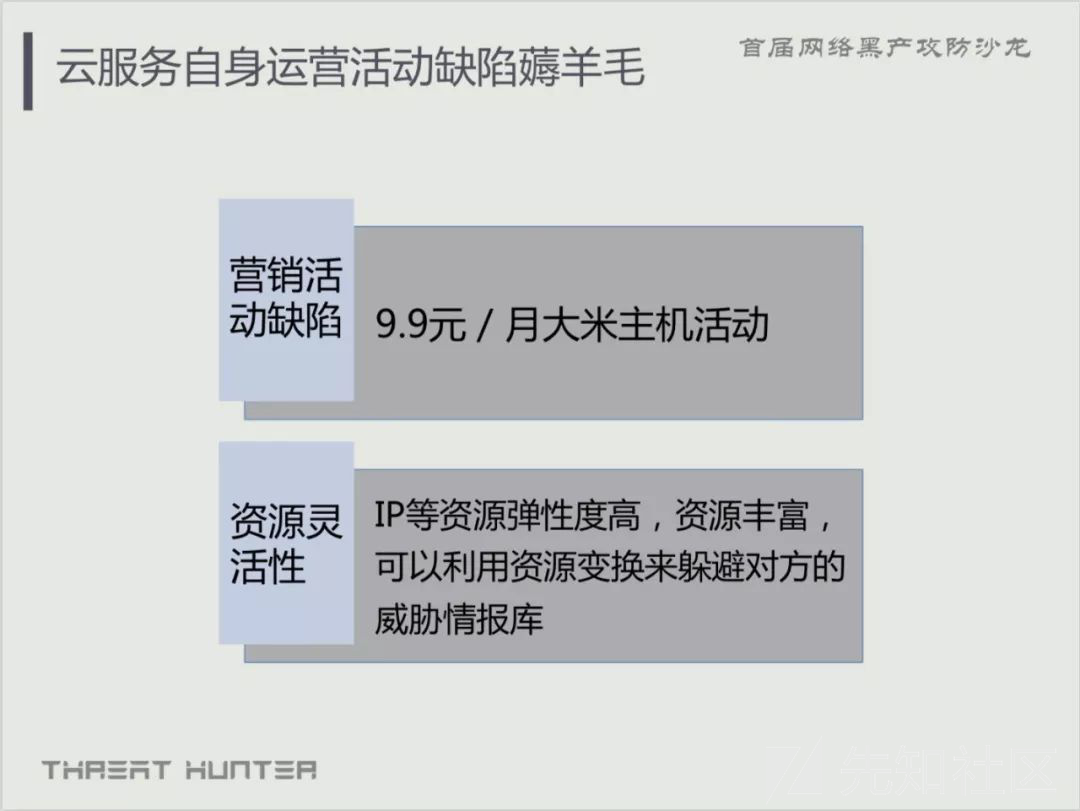 云服务自身运营活动缺陷薅羊毛
首届网络黑产攻防沙龙
营销活
动缺陷
9.9元 / 月大米主机活动
资源灵
活性
IP等资源弹性度高，资源丰富，
可以利用资源变换来躲避对方的
威胁情报库
THREAT HUNTER
先知社区